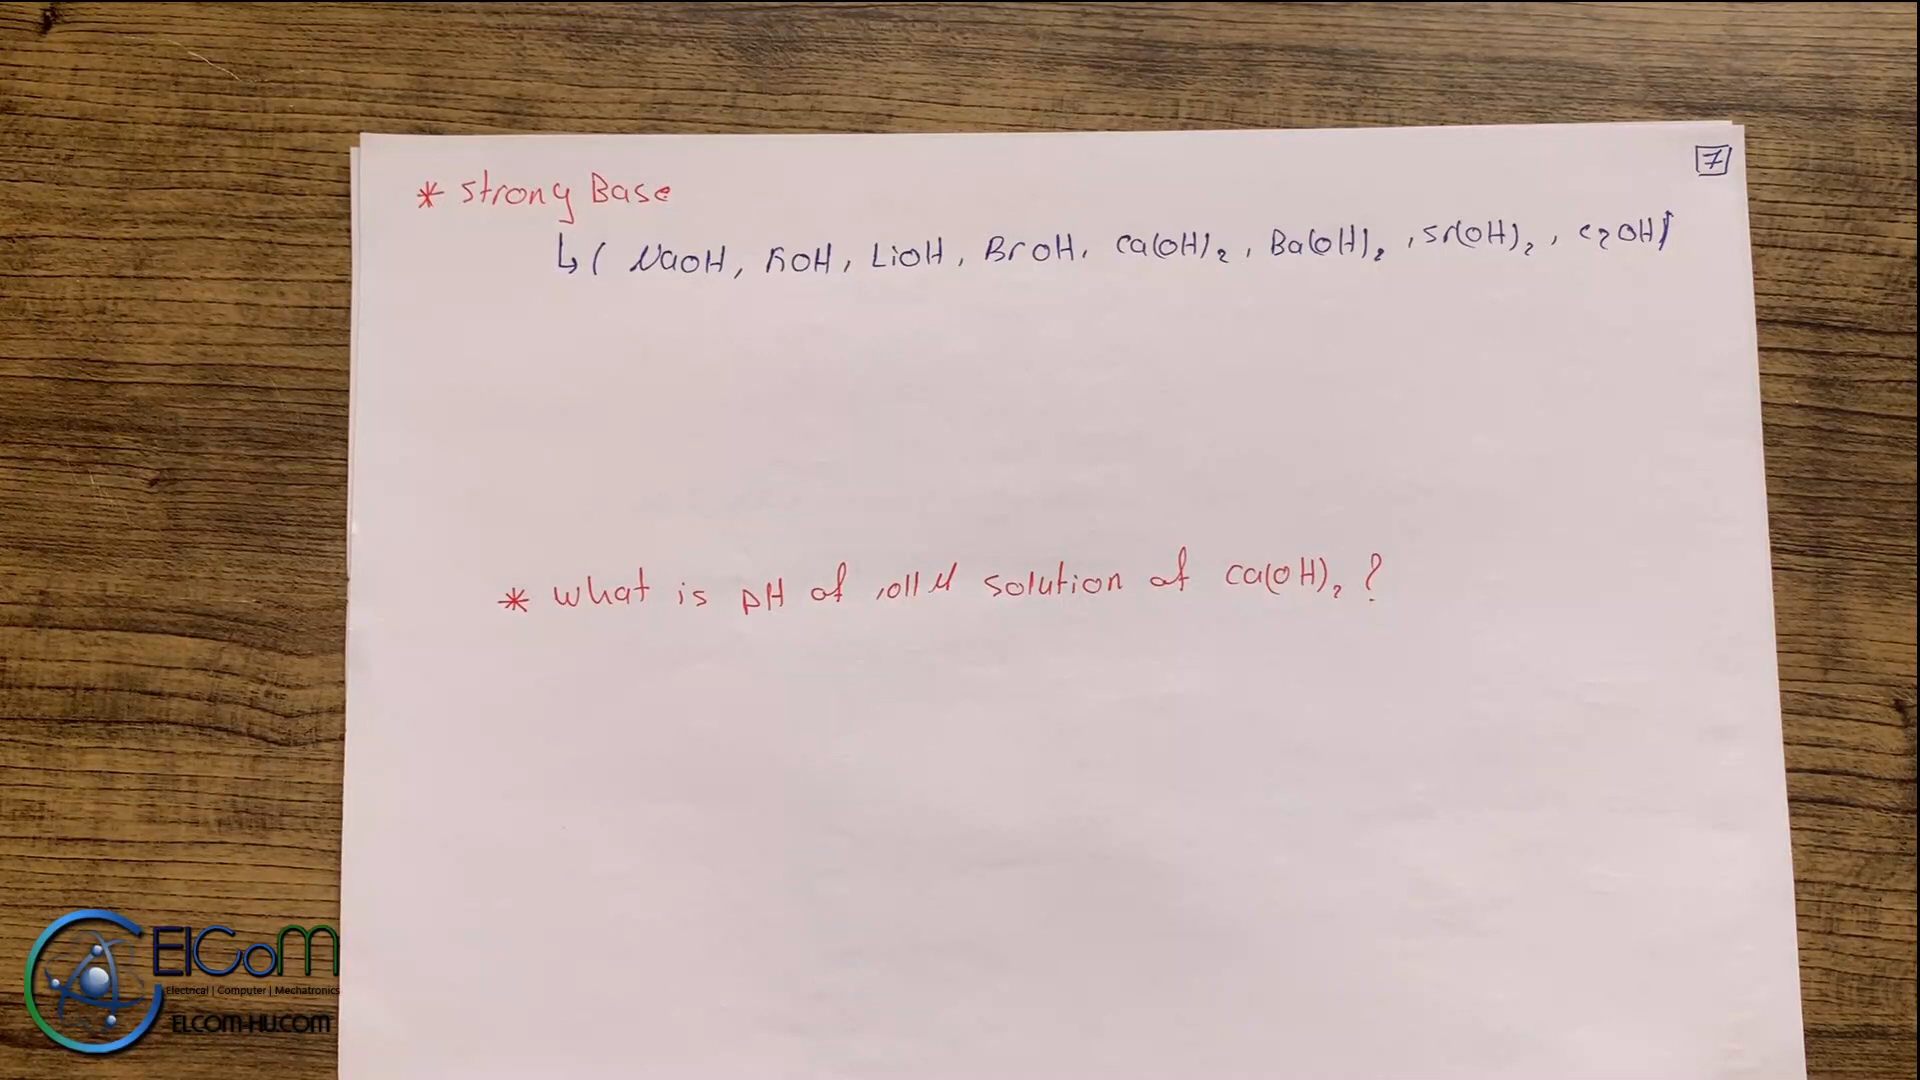 7
* Strong Base
↳ ( NaOH, KOH, LiOH, BrOH, Ca(OH)₂, Ba(OH)₂, Sr(OH)₂,
* What is pH of .011 M solution of Ca(OH)₂ ?
ElCoM
Electrical | Computer | Mechatronics
ELCOM-HU.COM